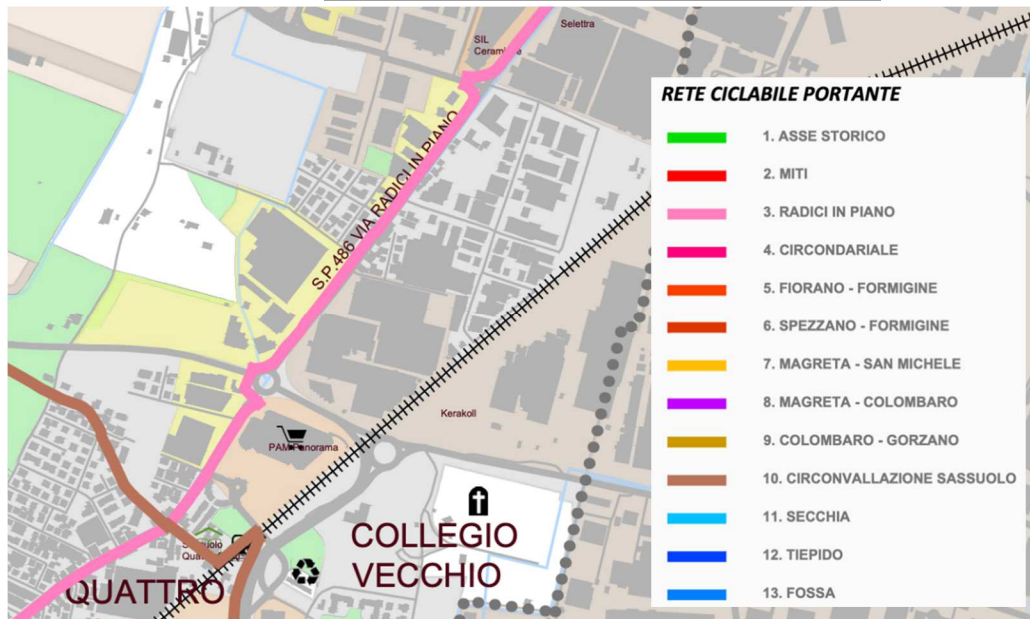 Selettra
SIL
S.P.486 VIA RADICI IN PIANO
Kerakoll
PAM Panorama
COLLEGIO
VECCHIO
QUATTRO
RETE CICLABILE PORTANTE
1. ASSE STORICO
2. MITI
3. RADICI IN PIANO
4. CIRCONDARIALE
5. FIORANO - FORMIGINE
6. SPEZZANO - FORMIGINE
7. MAGRETA - SAN MICHELE
8. MAGRETA - COLOMBARO
9. COLOMBARO - GORZANO
10. CIRCONVALLAZIONE SASSUOLO
11. SECCHIA
12. TIEPIDO
13. FOSSA